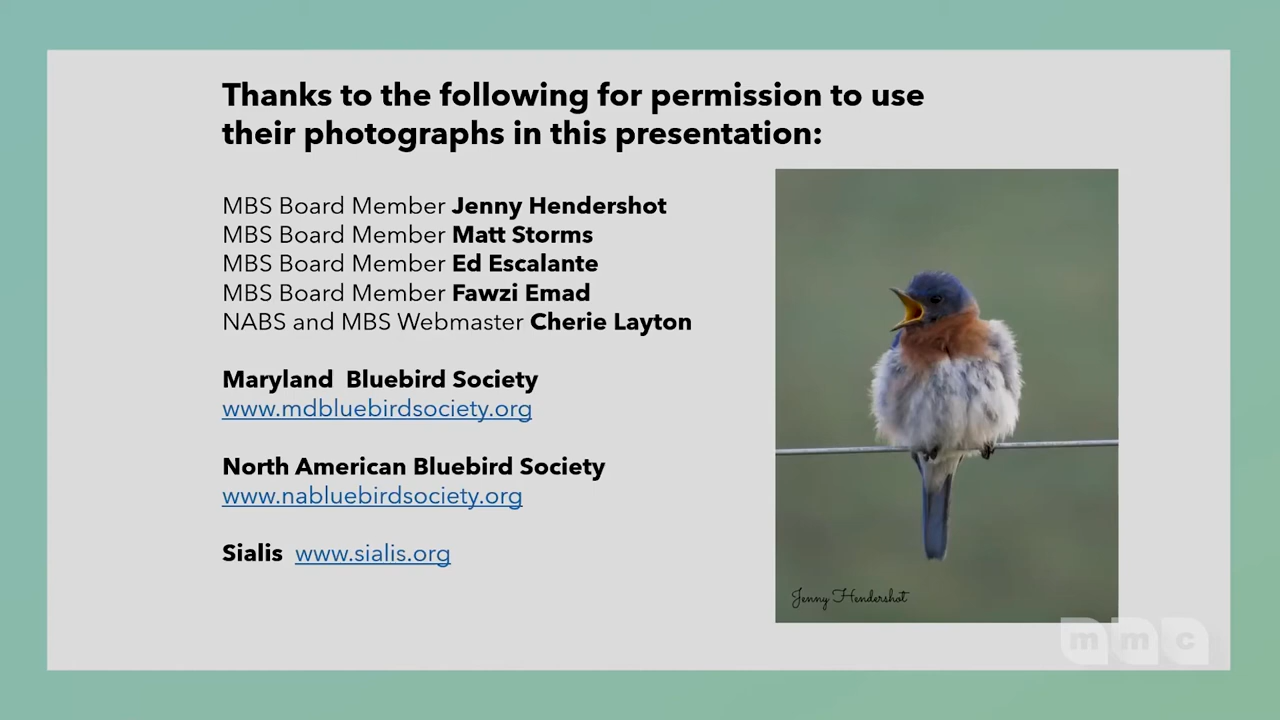 Thanks to the following for permission to use
their photographs in this presentation:
MBS Board Member Jenny Hendershot
MBS Board Member Matt Storms
MBS Board Member Ed Escalante
MBS Board Member Fawzi Emad
NABS and MBS Webmaster Cherie Layton
Maryland  Bluebird Society
www.mdbluebirdsociety.org
North American Bluebird Society
www.nabluebirdsociety.org
Sialis  www.sialis.org
Jenny Hendershot
mmc